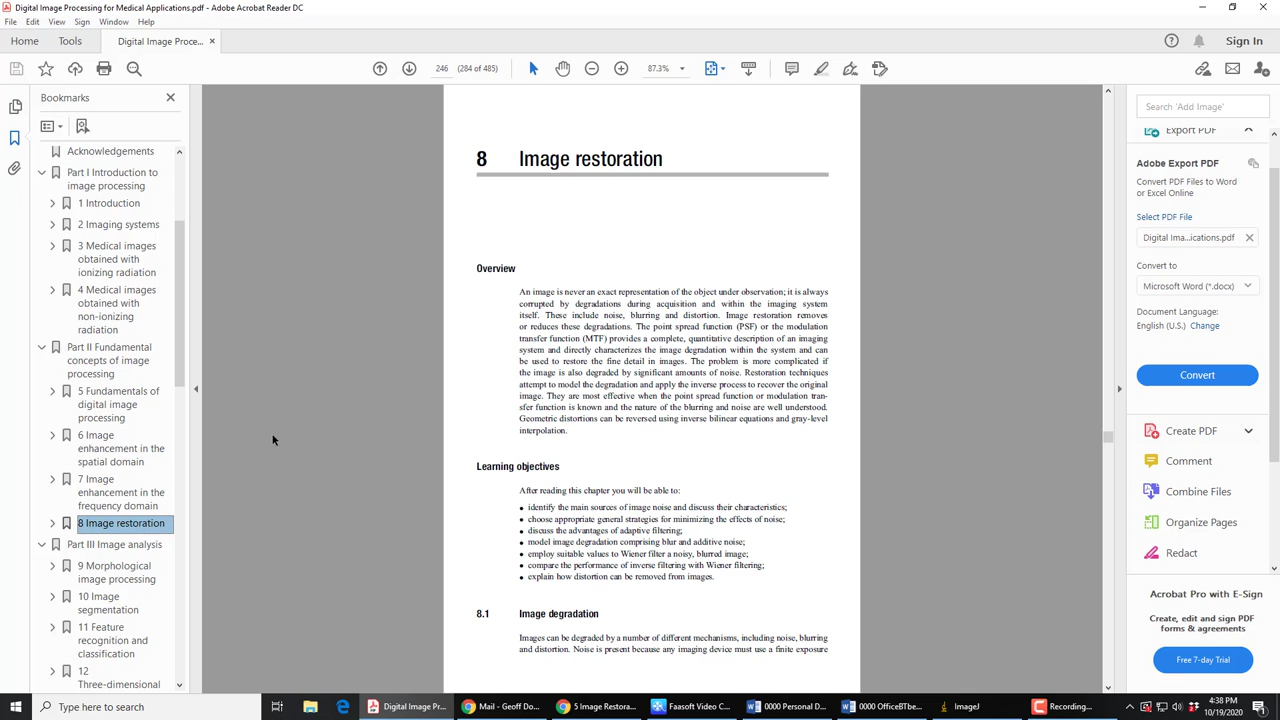 Digital Image Processing for Medical Applications.pdf - Adobe Acrobat Reader DC
File Edit View Sign Window Help
Home Tools Digital Image Proce... × Sign In
246 (284 of 485) 87.3%
Bookmarks
Acknowledgements
Part I Introduction to
image processing
1 Introduction
2 Imaging systems
3 Medical images
obtained with
ionizing radiation
4 Medical images
obtained with
non-ionizing
radiation
Part II Fundamental
concepts of image
processing
5 Fundamentals of
digital image
processing
6 Image
enhancement in the
spatial domain
7 Image
enhancement in the
frequency domain
8 Image restoration
Part III Image analysis
9 Morphological
image processing
10 Image
segmentation
11 Feature
recognition and
classification
12
Three-dimensional
8 Image restoration
Overview
An image is never an exact representation of the object under observation; it is always
corrupted by degradations during acquisition and within the imaging system
itself. These include noise, blurring and distortion. Image restoration removes
or reduces these degradations. The point spread function (PSF) or the modulation
transfer function (MTF) provides a complete, quantitative description of an imaging
system and directly characterizes the image degradation within the system and can
be used to restore the fine detail in images. The problem is more complicated if
the image is also degraded by significant amounts of noise. Restoration techniques
attempt to model the degradation and apply the inverse process to recover the original
image. They are most effective when the point spread function or modulation tran-
sfer function is known and the nature of the blurring and noise are well understood.
Geometric distortions can be reversed using inverse bilinear equations and gray-level
interpolation.
Learning objectives
After reading this chapter you will be able to:
• identify the main sources of image noise and discuss their characteristics;
• choose appropriate general strategies for minimizing the effects of noise;
• discuss the advantages of adaptive filtering;
• model image degradation comprising blur and additive noise;
• employ suitable values to Wiener filter a noisy, blurred image;
• compare the performance of inverse filtering with Wiener filtering;
• explain how distortion can be removed from images.
8.1 Image degradation
Images can be degraded by a number of different mechanisms, including noise, blurring
and distortion. Noise is present because any imaging device must use a finite exposure
Search 'Add Image'
Export PDF
Adobe Export PDF
Convert PDF Files to Word
or Excel Online
Select PDF File
Digital Ima...ications.pdf
Convert to
Microsoft Word (*.docx)
Document Language:
English (U.S.) Change
Convert
Create PDF
Comment
Combine Files
Organize Pages
Redact
Acrobat Pro with E-Sign
Create, edit and sign PDF
forms & agreements
Free 7-day Trial
Type here to search
Digital Image Pr...
Mail - Geoff Do...
5 Image Restora...
Faasoft Video C...
0000 Personal D...
0000 OfficeBTbe...
ImageJ
Recording...
4:38 PM
10/19/2020